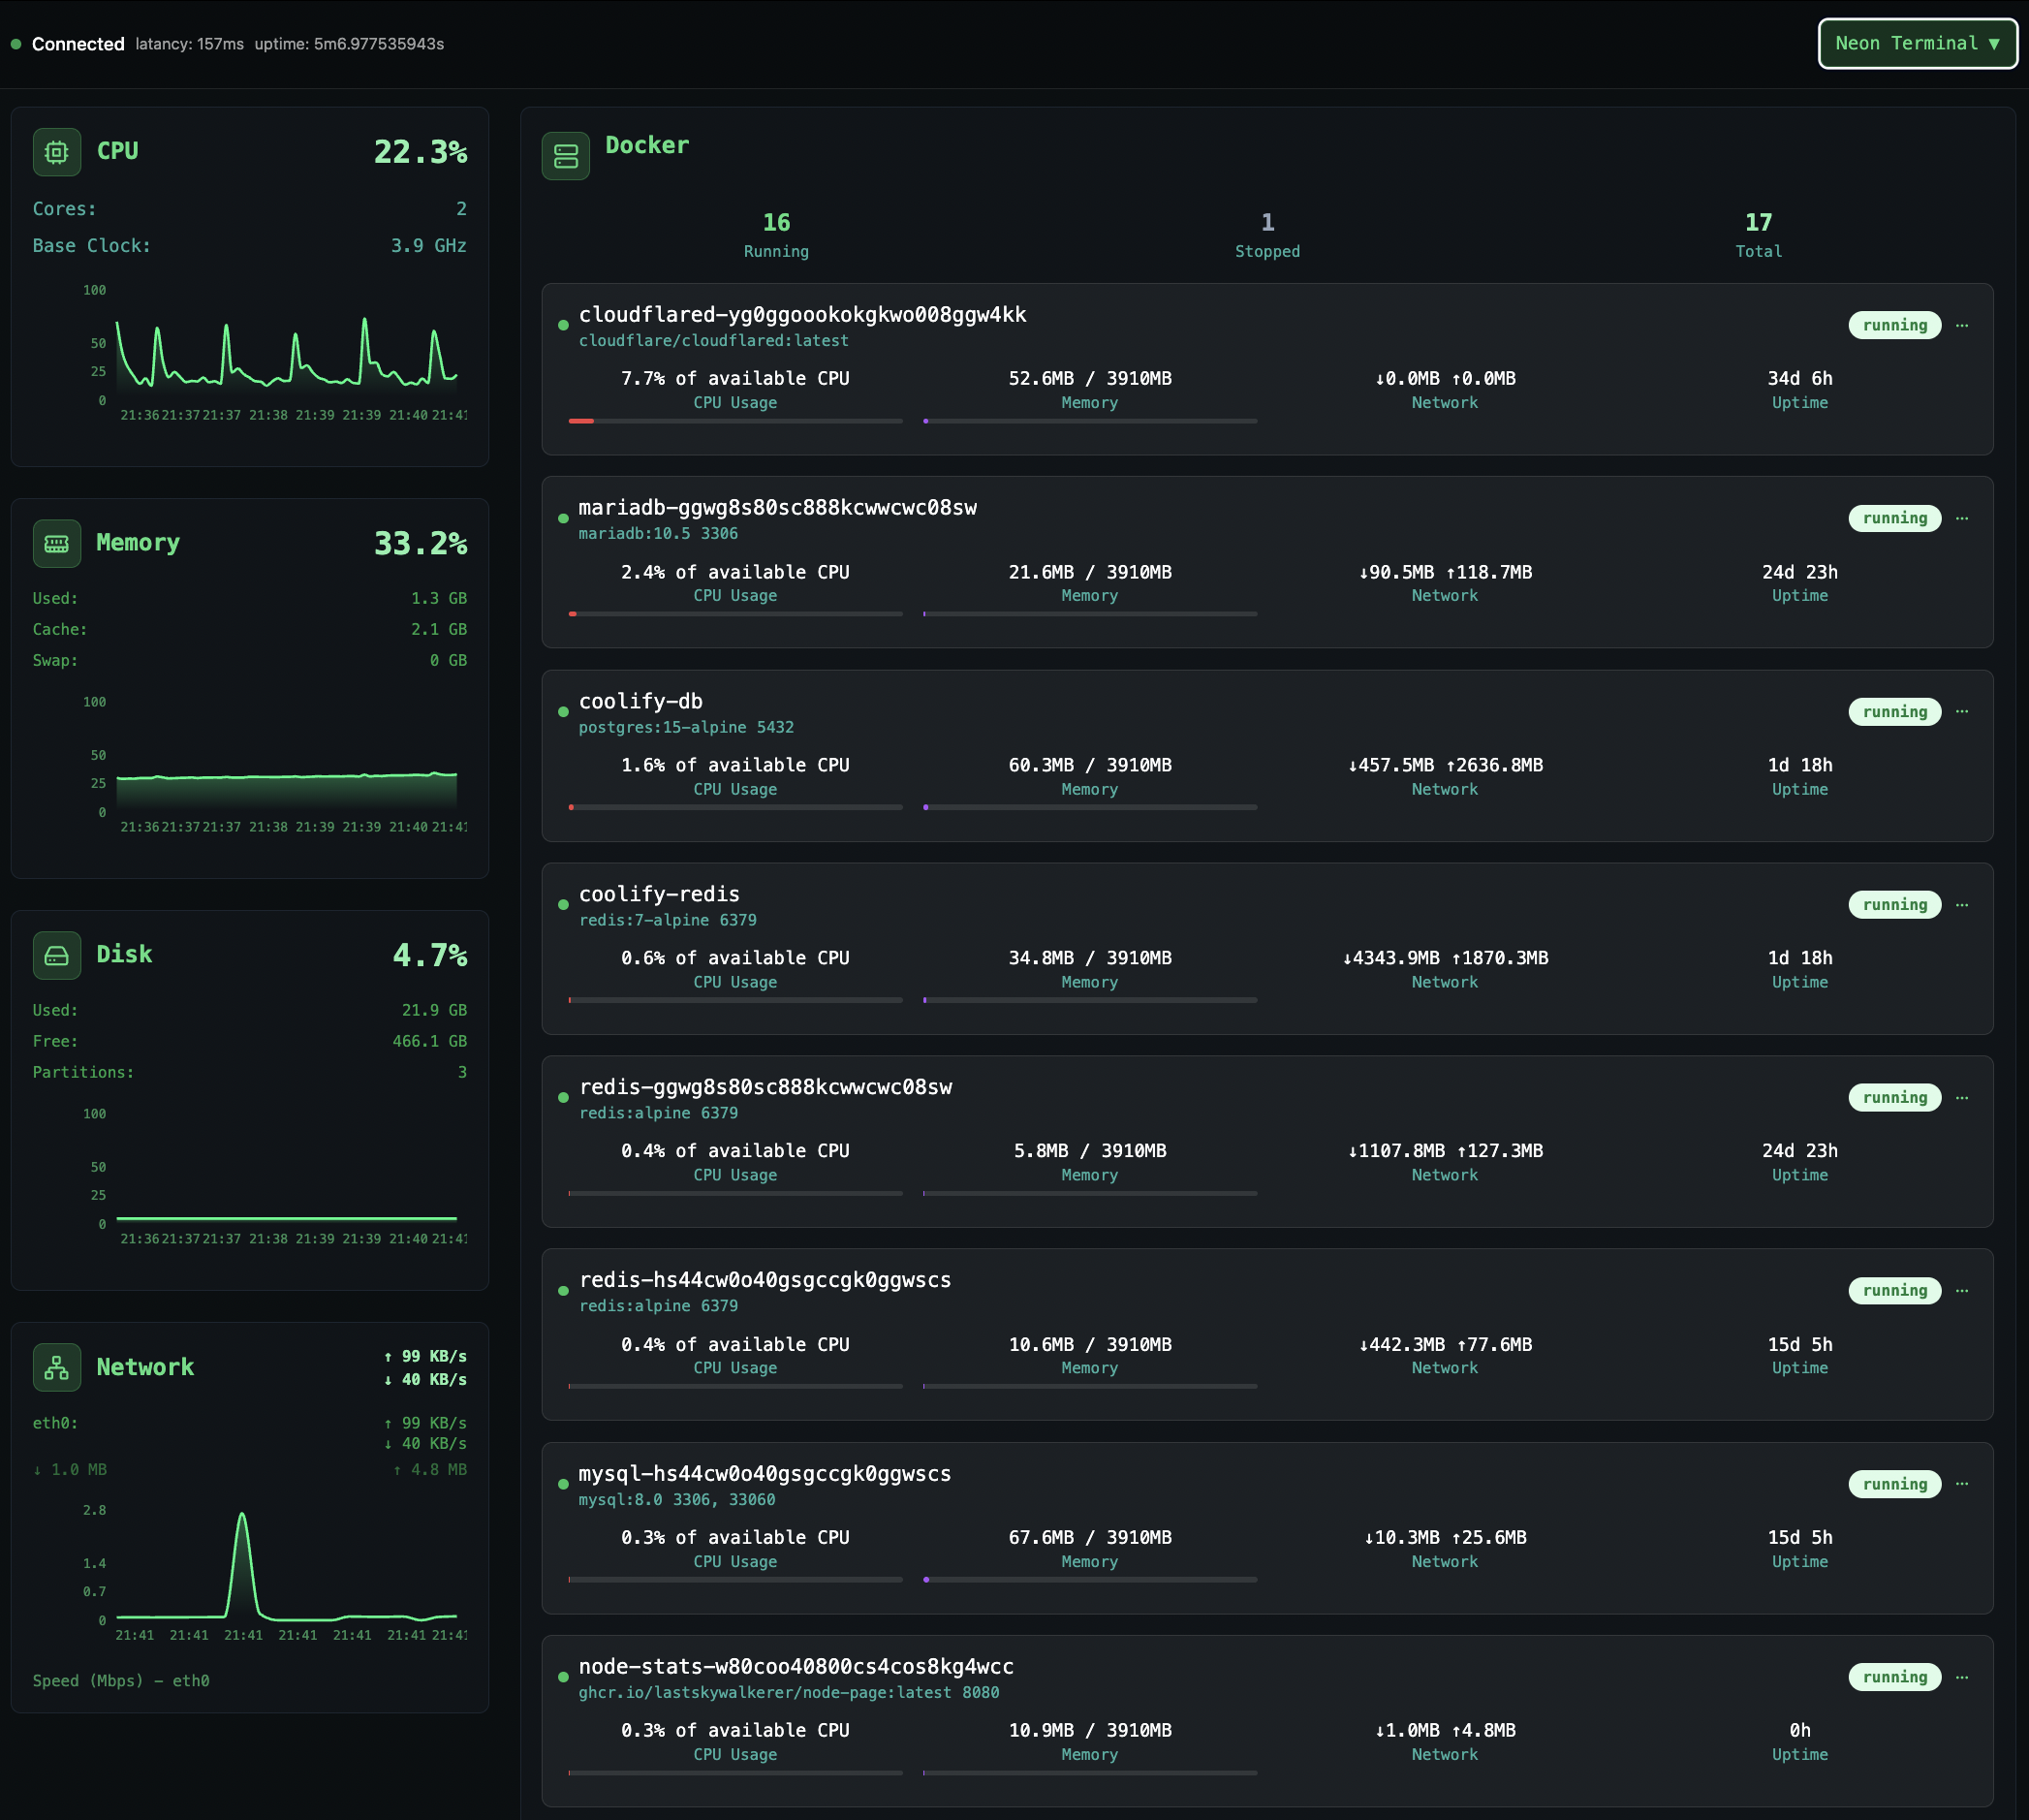 Connected latancy: 157ms uptime: 5m6.977535943s
Neon Terminal ▼
CPU
22.3%
Cores: 2
Base Clock: 3.9 GHz
100
50
25
0
21:36 21:37 21:37 21:38 21:39 21:39 21:40 21:41
Memory
33.2%
Used: 1.3 GB
Cache: 2.1 GB
Swap: 0 GB
100
50
25
0
21:36 21:37 21:37 21:38 21:39 21:39 21:40 21:41
Disk
4.7%
Used: 21.9 GB
Free: 466.1 GB
Partitions: 3
100
50
25
0
21:36 21:37 21:37 21:38 21:39 21:39 21:40 21:41
Network
↑ 99 KB/s
↓ 40 KB/s
eth0: ↑ 99 KB/s
↓ 40 KB/s
↓ 1.0 MB ↑ 4.8 MB
2.8
1.4
0.7
0
21:41 21:41 21:41 21:41 21:41 21:41 21:41
Speed (Mbps) – eth0
Docker
16 1 17
Running Stopped Total
cloudflared-yg0ggoookokgkwo008ggw4kk
cloudflare/cloudflared:latest
running ...
7.7% of available CPU 52.6MB / 3910MB ↓0.0MB ↑0.0MB 34d 6h
CPU Usage Memory Network Uptime
mariadb-ggwg8s80sc888kcwwcwc08sw
mariadb:10.5 3306
running ...
2.4% of available CPU 21.6MB / 3910MB ↓90.5MB ↑118.7MB 24d 23h
CPU Usage Memory Network Uptime
coolify-db
postgres:15-alpine 5432
running ...
1.6% of available CPU 60.3MB / 3910MB ↓457.5MB ↑2636.8MB 1d 18h
CPU Usage Memory Network Uptime
coolify-redis
redis:7-alpine 6379
running ...
0.6% of available CPU 34.8MB / 3910MB ↓4343.9MB ↑1870.3MB 1d 18h
CPU Usage Memory Network Uptime
redis-ggwg8s80sc888kcwwcwc08sw
redis:alpine 6379
running ...
0.4% of available CPU 5.8MB / 3910MB ↓1107.8MB ↑127.3MB 24d 23h
CPU Usage Memory Network Uptime
redis-hs44cw0o40gsgccgk0ggwscs
redis:alpine 6379
running ...
0.4% of available CPU 10.6MB / 3910MB ↓442.3MB ↑77.6MB 15d 5h
CPU Usage Memory Network Uptime
mysql-hs44cw0o40gsgccgk0ggwscs
mysql:8.0 3306, 33060
running ...
0.3% of available CPU 67.6MB / 3910MB ↓10.3MB ↑25.6MB 15d 5h
CPU Usage Memory Network Uptime
node-stats-w80coo40800cs4cos8kg4wcc
ghcr.io/lastskywalkerer/node-page:latest 8080
running ...
0.3% of available CPU 10.9MB / 3910MB ↓1.0MB ↑4.8MB 0h
CPU Usage Memory Network Uptime